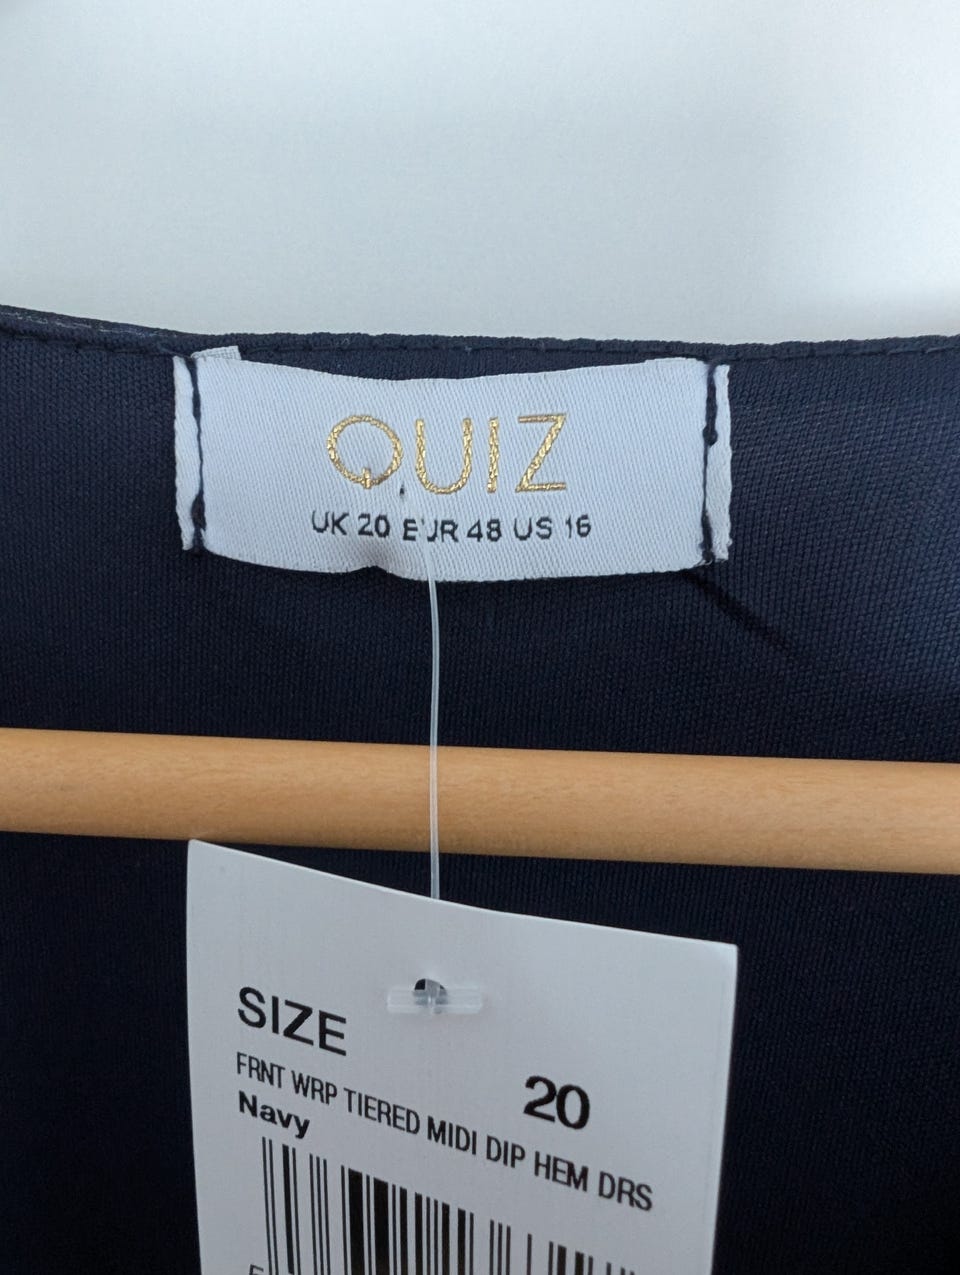 QUIZ
UK 20 EUR 48 US 16
SIZE
20
FRNT WRP TIERED MIDI DIP HEM DRS
Navy